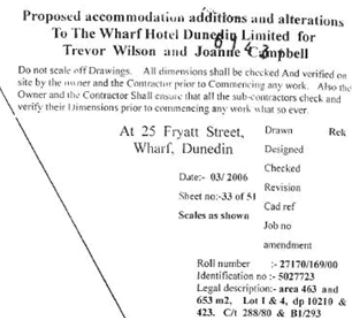 Proposed accommodation additions and alterations
To The Wharf Hotel Dunedin Limited for
Trevor Wilson and Joanne Campbell
Do not scale off Drawings. All dimensions shall be checked And verified on
site by the owner and the Contractor prior to Commencing any work. Also the
Owner and the Contractor Shall ensure that all the sub-contractors check and
verify their Dimensions prior to commencing any work what so ever.
At 25 Fryatt Street,
Wharf, Dunedin
Date:- 03/ 2006
Sheet no:-33 of 51
Scales as shown
Drawn Rek
Designed
Checked
Revision
Cad ref
Job no
amendment
Roll number :- 27170/169/00
Identification no :- 5027723
Legal description:- area 463 and
653 m2, Lot 1 & 4, dp 10210 &
423. C/t 288/80 & B1/293